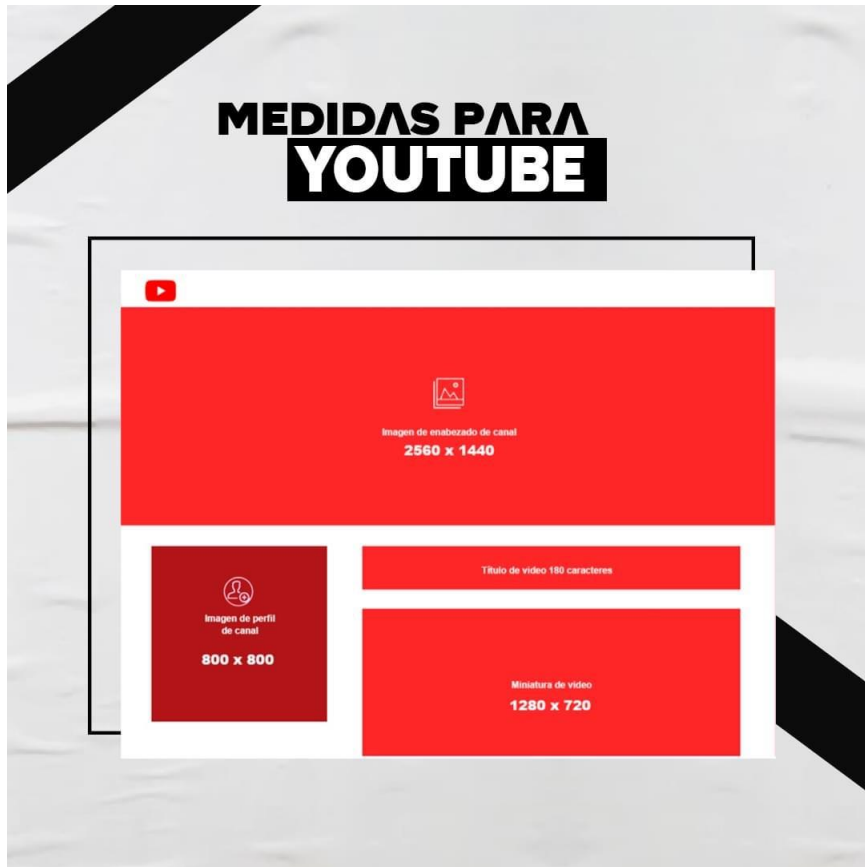 MEDIDAS PARA
YOUTUBE
Imagen de enabezado de canal
2560 x 1440
Título de video 180 caracteres
Imagen de perfil
de canal
800 x 800
Miniatura de video
1280 x 720